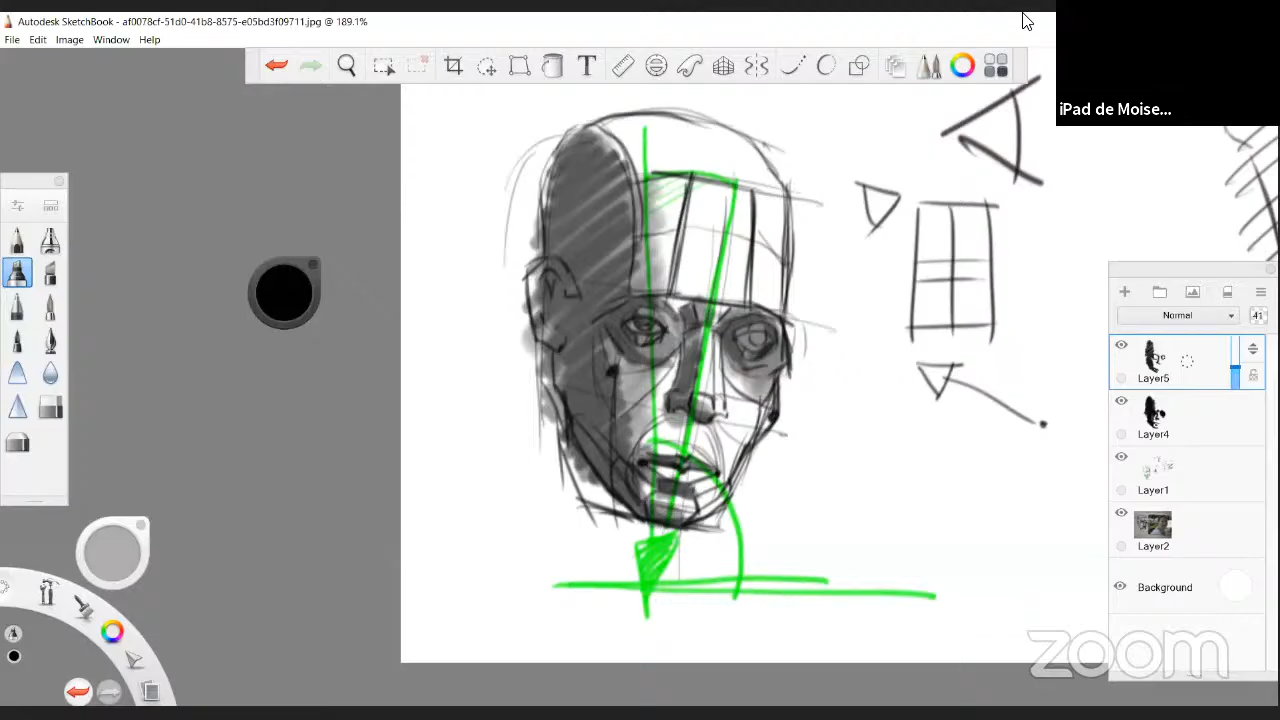 Autodesk SketchBook - af0078cf-51d0-41b8-8575-e05bd3f09711.jpg @ 189.1%
File Edit Image Window Help
T
iPad de Moise...
Normal
41
Layer5
Layer4
Layer1
Layer2
Background
zoom